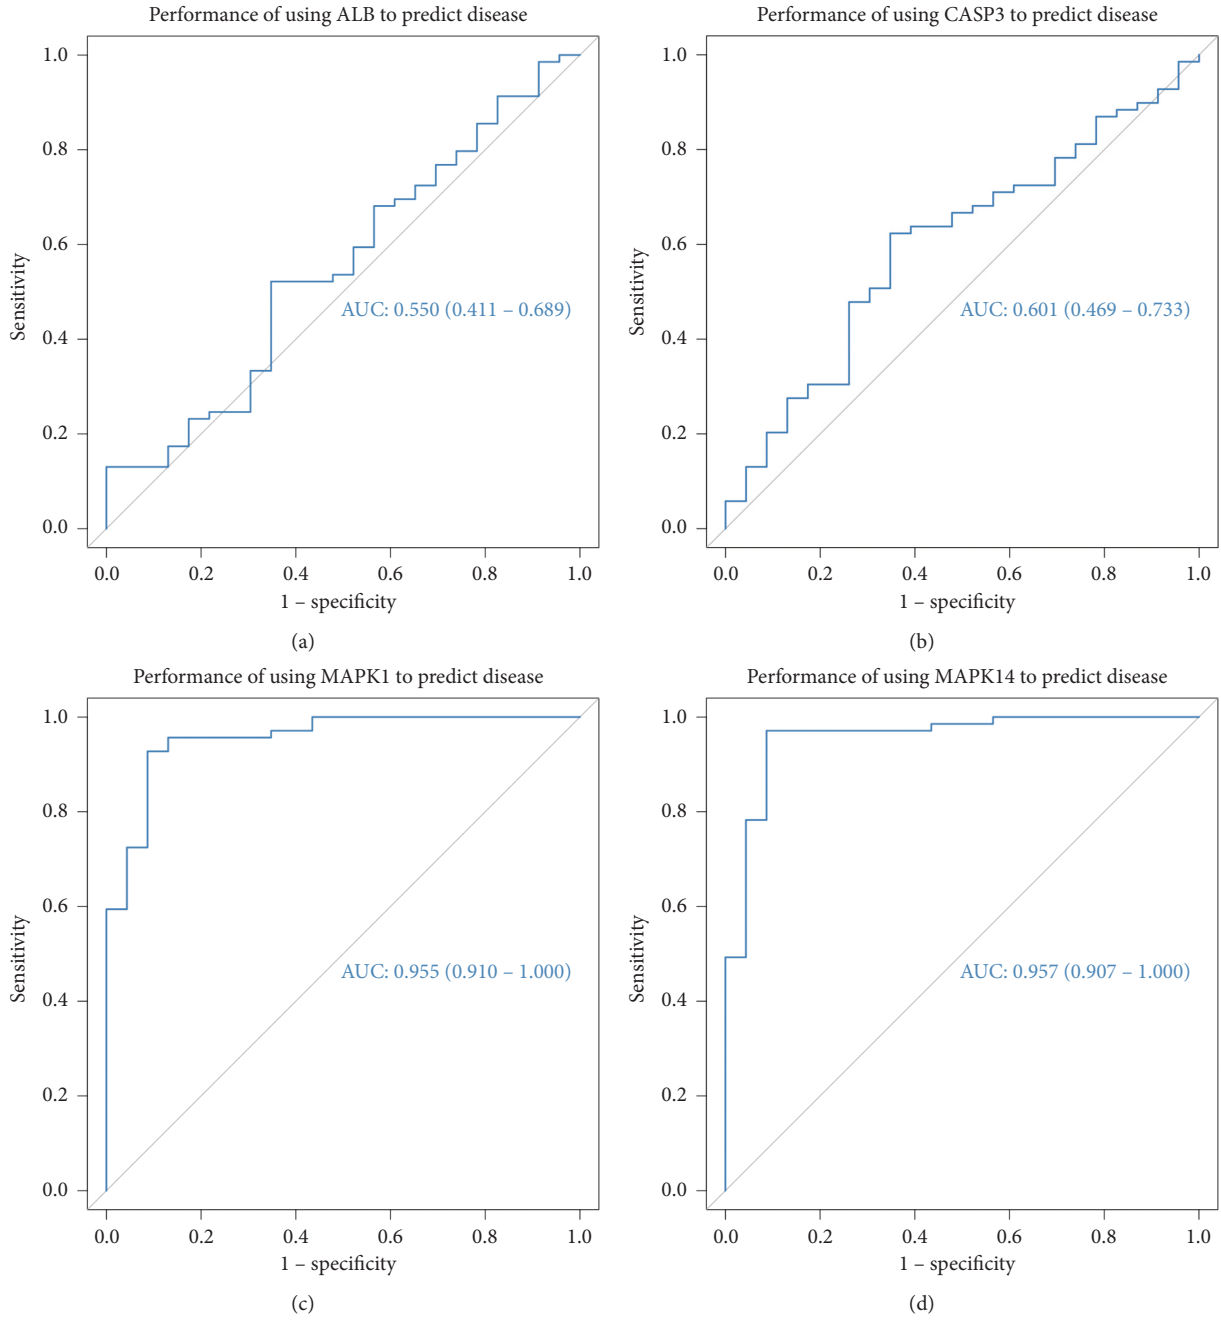 Performance of using ALB to predict disease
1.0
0.8
0.6
0.4
0.2
0.0
Sensitivity
AUC: 0.550 (0.411 – 0.689)
0.0 0.2 0.4 0.6 0.8 1.0
1 – specificity
(a)
Performance of using CASP3 to predict disease
1.0
0.8
0.6
0.4
0.2
0.0
Sensitivity
AUC: 0.601 (0.469 – 0.733)
0.0 0.2 0.4 0.6 0.8 1.0
1 – specificity
(b)
Performance of using MAPK1 to predict disease
1.0
0.8
0.6
0.4
0.2
0.0
Sensitivity
AUC: 0.955 (0.910 – 1.000)
0.0 0.2 0.4 0.6 0.8 1.0
1 – specificity
(c)
Performance of using MAPK14 to predict disease
1.0
0.8
0.6
0.4
0.2
0.0
Sensitivity
AUC: 0.957 (0.907 – 1.000)
0.0 0.2 0.4 0.6 0.8 1.0
1 – specificity
(d)